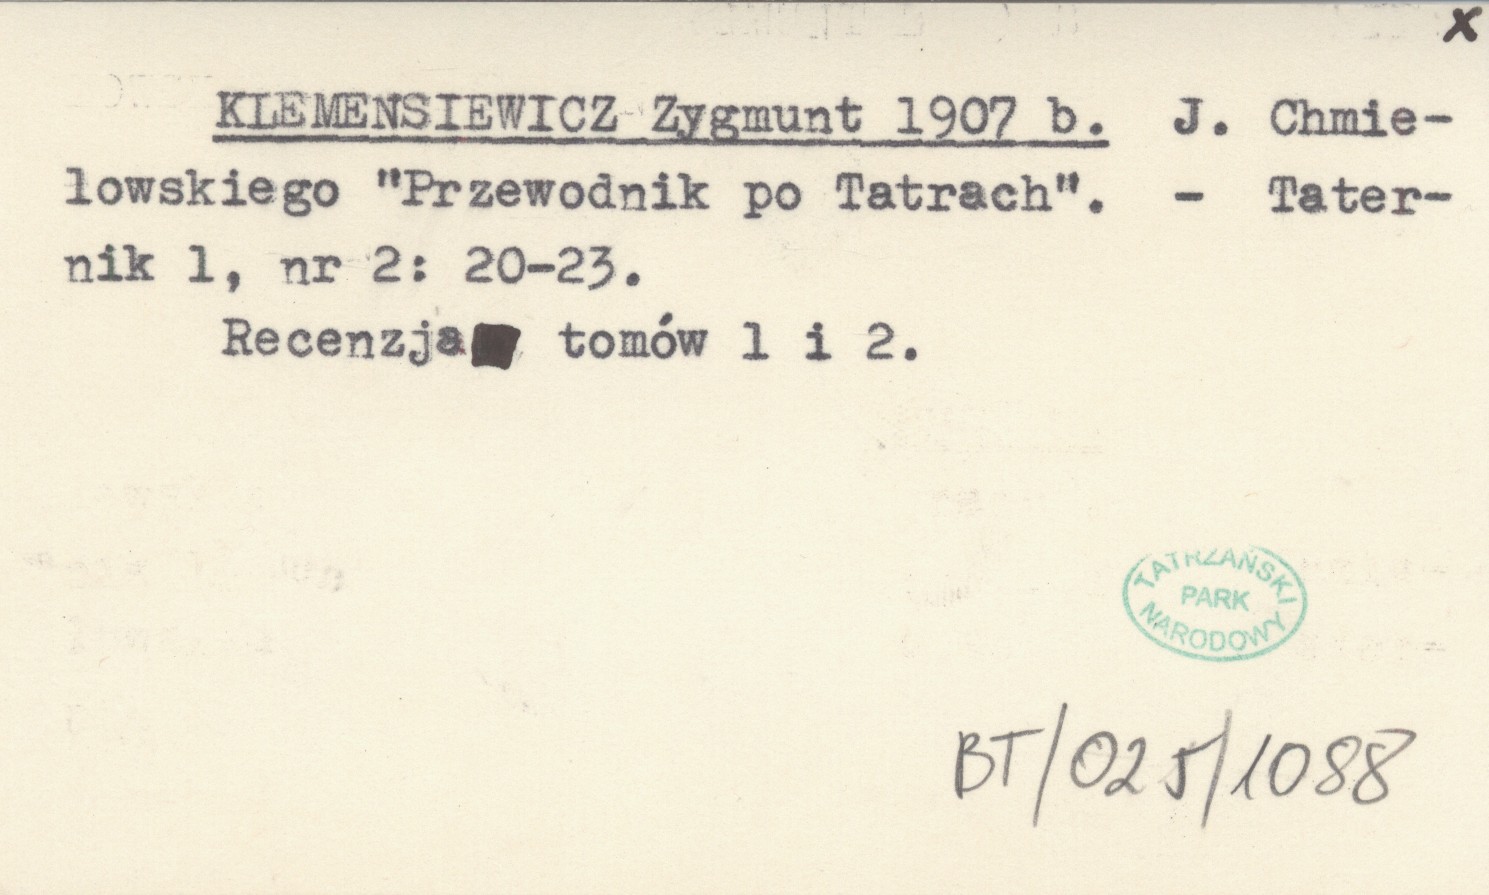 x
KLEMENSIEWICZ Zygmunt 1907 b. J. Chmie-
lowskiego "Przewodnik po Tatrach". - Tater-
nik 1, nr 2: 20-23.
Recenzja tomów 1 i 2.
TATRZAŃSKI
PARK
NARODOWY
BT/025/1088